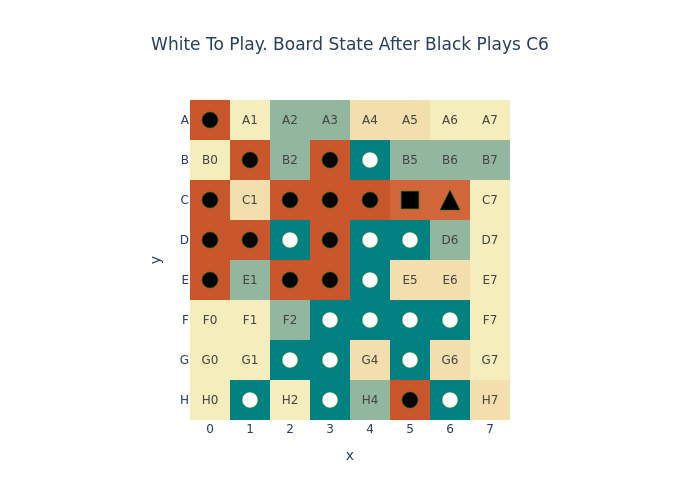 White To Play. Board State After Black Plays C6
A A1 A2 A3 A4 A5 A6 A7
B B0 B2 B5 B6 B7
C C1 C7
D D6 D7
E E1 E5 E6 E7
F F0 F1 F2 F7
G G0 G1 G4 G6 G7
H H0 H2 H4 H7
0 1 2 3 4 5 6 7
x
y